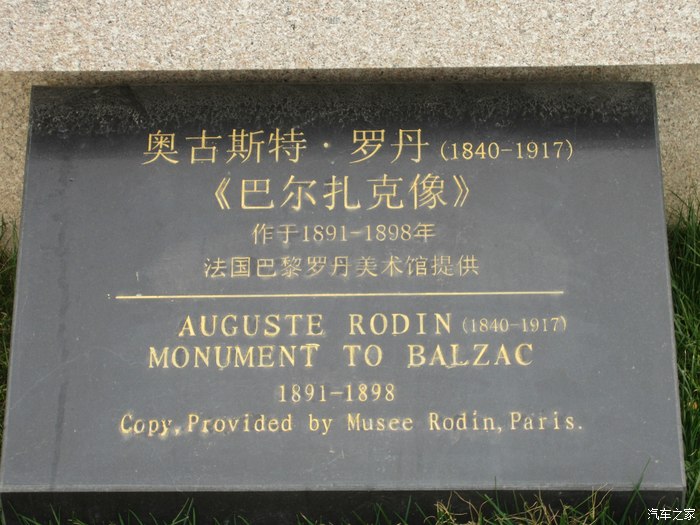 奥古斯特·罗丹(1840-1917)
《巴尔扎克像》
作于1891-1898年
法国巴黎罗丹美术馆提供
AUGUSTE RODIN(1840-1917)
MONUMENT TO BALZAC
1891-1898
Copy,Provided by Musee Rodin,Paris.
汽车之家